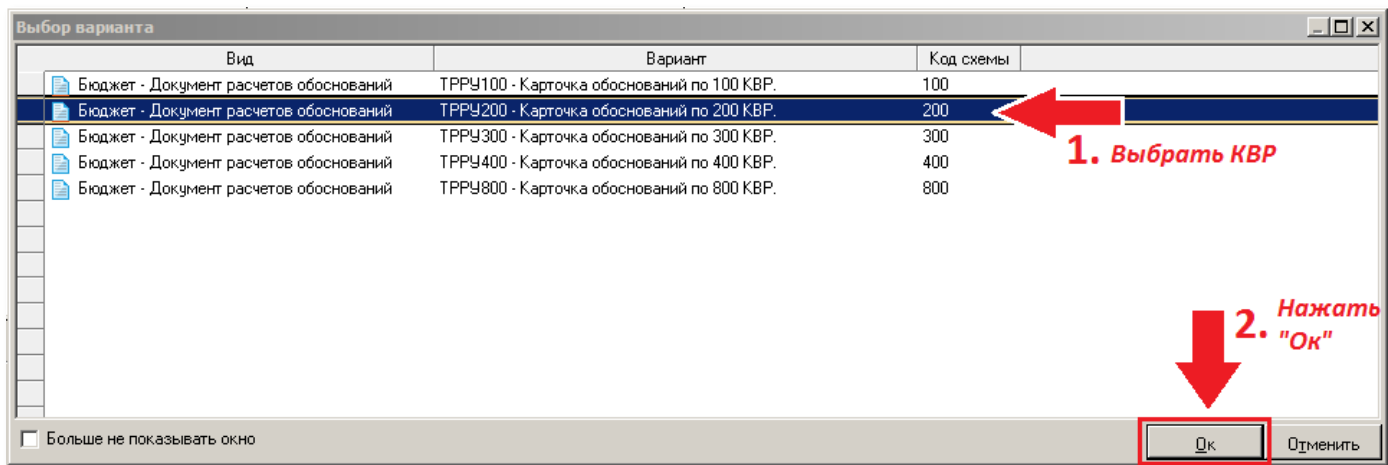 Выбор варианта
Вид Вариант Код схемы
Бюджет - Документ расчетов обоснований ТРРУ100 - Карточка обоснований по 100 КВР. 100
Бюджет - Документ расчетов обоснований ТРРУ200 - Карточка обоснований по 200 КВР. 200
Бюджет - Документ расчетов обоснований ТРРУ300 - Карточка обоснований по 300 КВР. 300
Бюджет - Документ расчетов обоснований ТРРУ400 - Карточка обоснований по 400 КВР. 400
Бюджет - Документ расчетов обоснований ТРРУ800 - Карточка обоснований по 800 КВР. 800
1. Выбрать КВР
2. Нажать
"Ок"
Больше не показывать окно Ок Отменить